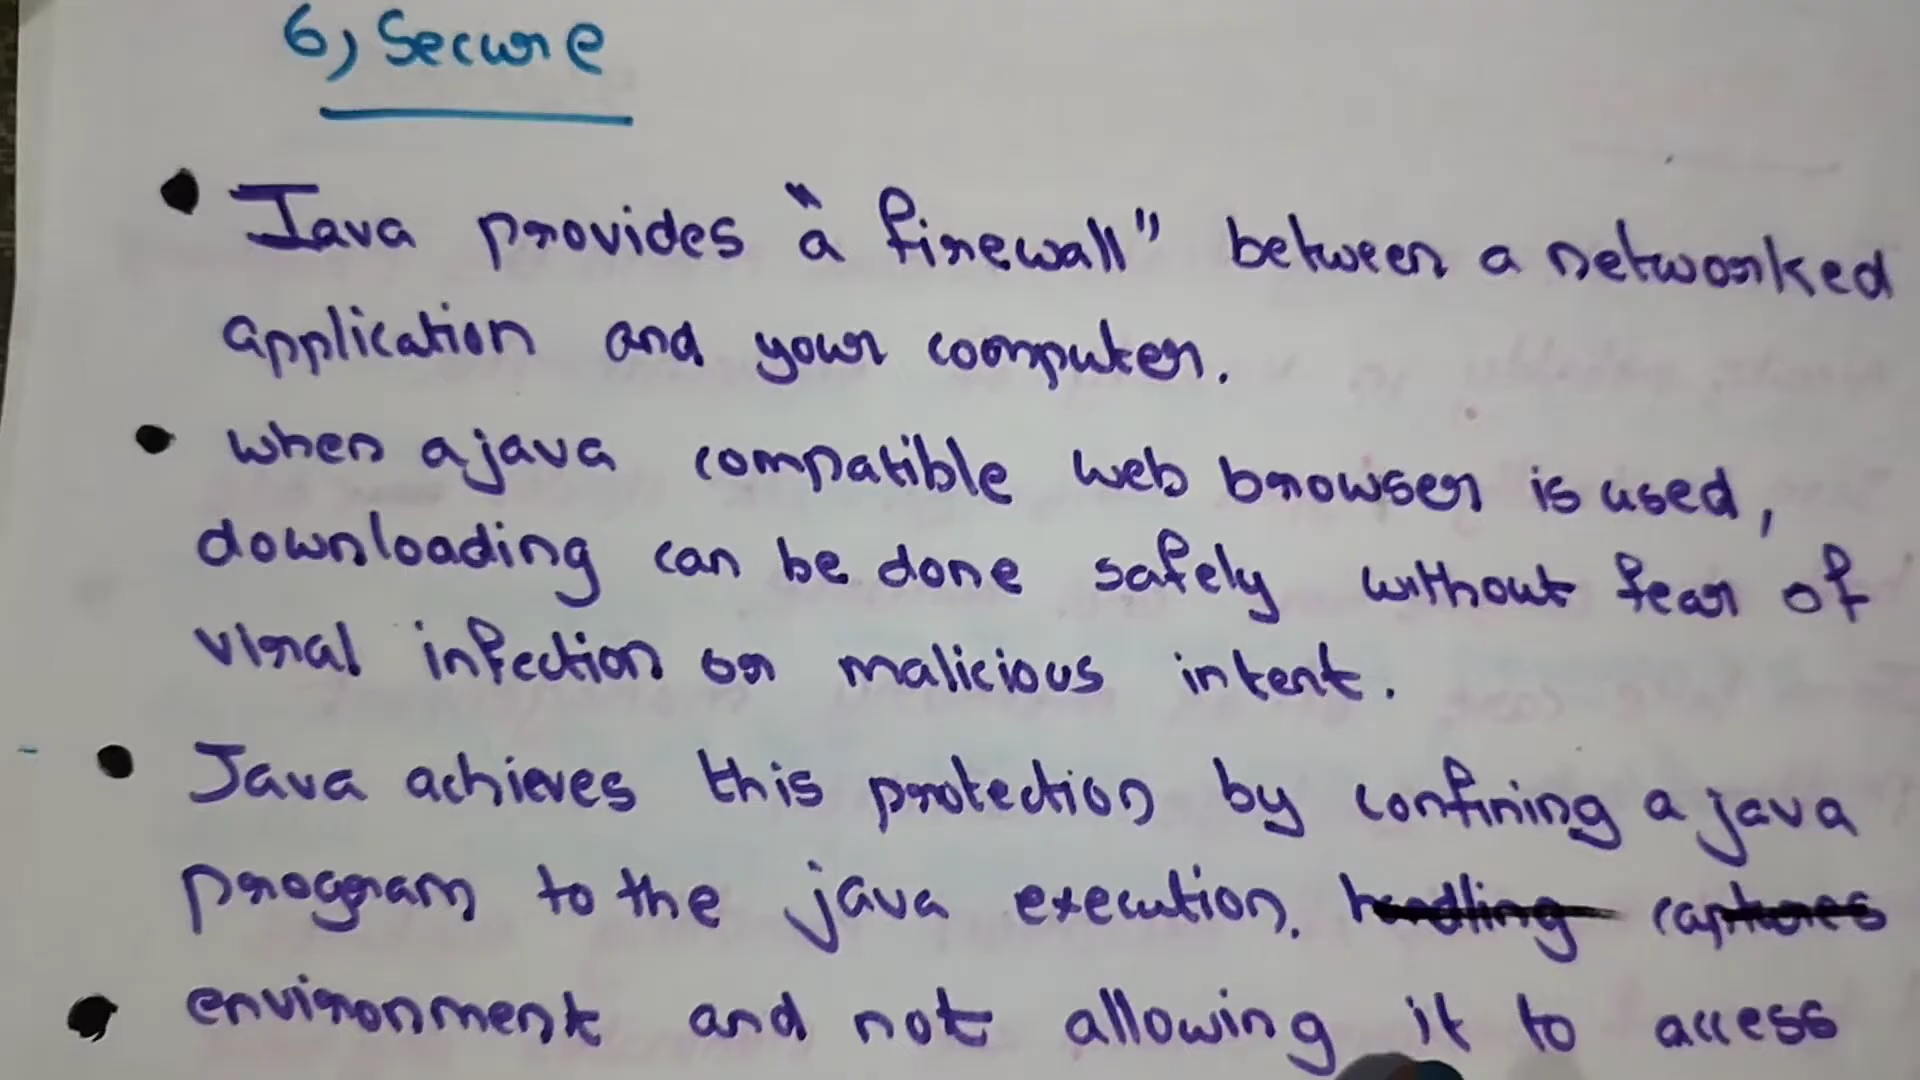 6, Secure
• Java provides "a firewall" between a networked
application and your computer.
• when a java compatible web browser is used,
downloading can be done safely without fear of
viral infection or malicious intent.
• Java achieves this protection by confining a java
program to the java execution. handling captures
• environment and not allowing it to access